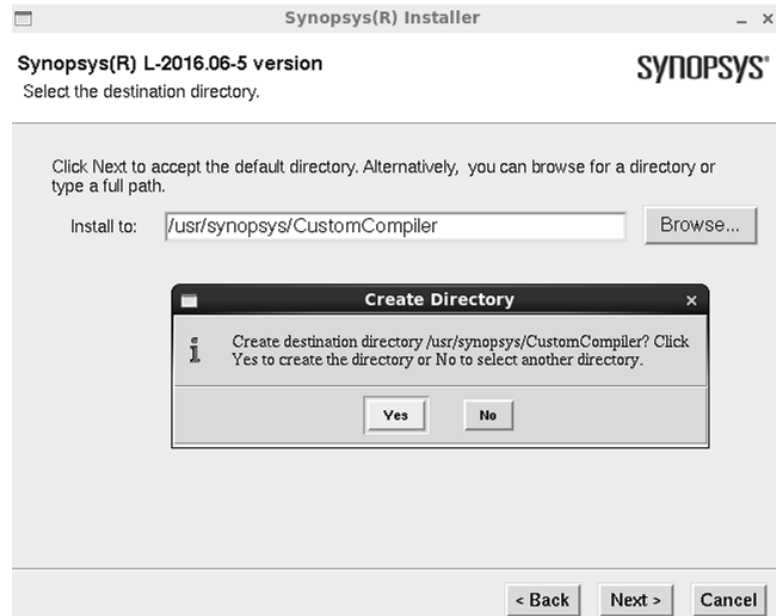 Synopsys(R) Installer
Synopsys(R) L-2016.06-5 version
SYNOPSYS®
Select the destination directory.
Click Next to accept the default directory. Alternatively, you can browse for a directory or
type a full path.
Install to: /usr/synopsys/CustomCompiler Browse...
Create Directory
Create destination directory /usr/synopsys/CustomCompiler? Click
Yes to create the directory or No to select another directory.
Yes No
< Back Next > Cancel